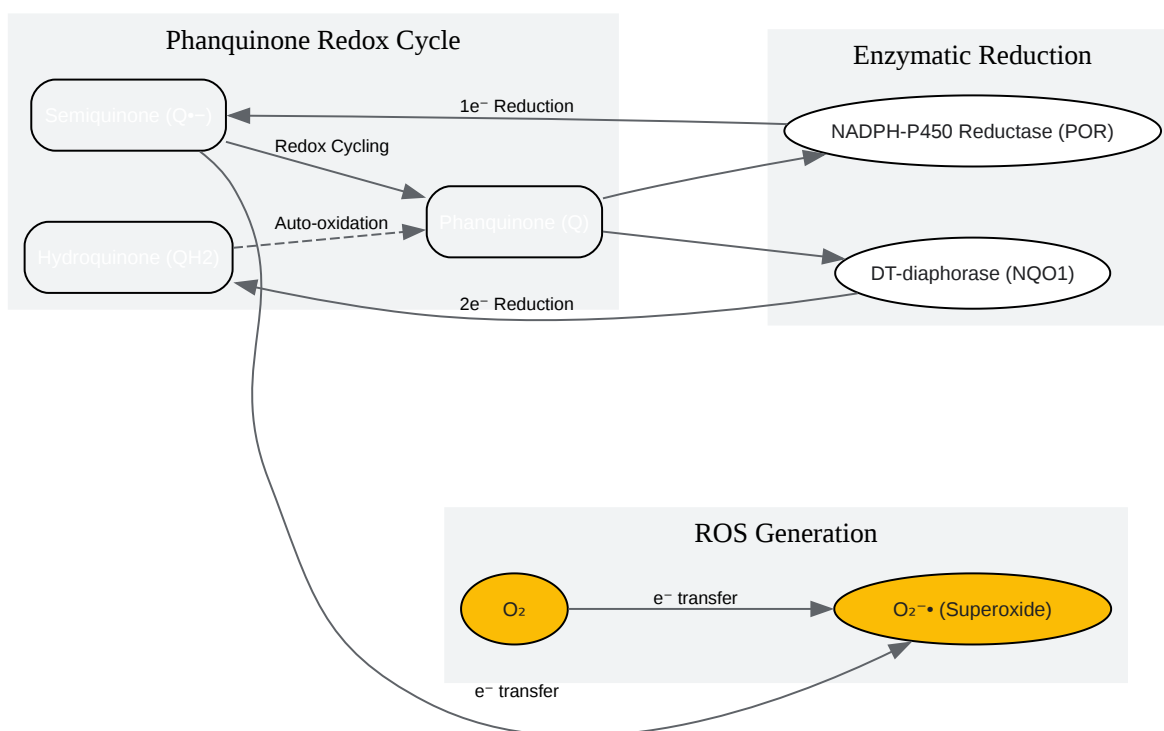 Phanquinone Redox Cycle
Enzymatic Reduction
Semiquinone (Q•−)
1e⁻ Reduction
NADPH-P450 Reductase (POR)
Redox Cycling
Phanquinone (Q)
Auto-oxidation
Hydroquinone (QH2)
DT-diaphorase (NQO1)
2e⁻ Reduction
ROS Generation
O₂
e⁻ transfer
O₂⁻• (Superoxide)
e⁻ transfer